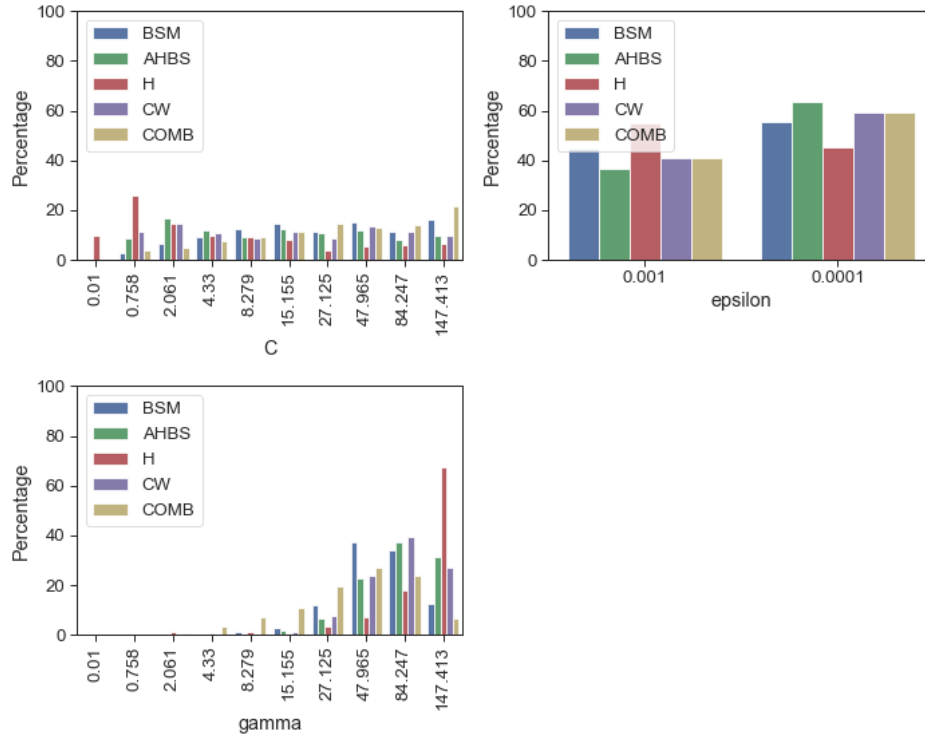 100
80
60
40
20
0
Percentage
BSM
AHBS
H
CW
COMB
0.01
0.758
2.061
4.33
8.279
15.155
27.125
47.965
84.247
147.413
C
100
80
60
40
20
0
Percentage
BSM
AHBS
H
CW
COMB
0.001
0.0001
epsilon
100
80
60
40
20
0
Percentage
BSM
AHBS
H
CW
COMB
0.01
0.758
2.061
4.33
8.279
15.155
27.125
47.965
84.247
147.413
gamma